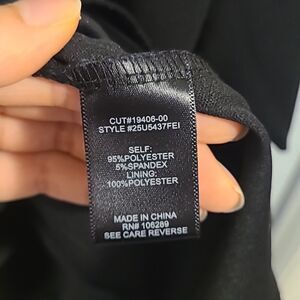 CUT#19406-00
STYLE #25U5437FEI
SELF:
95%POLYESTER
5%SPANDEX
LINING:
100%POLYESTER
MADE IN CHINA
RN# 106289
SEE CARE REVERSE